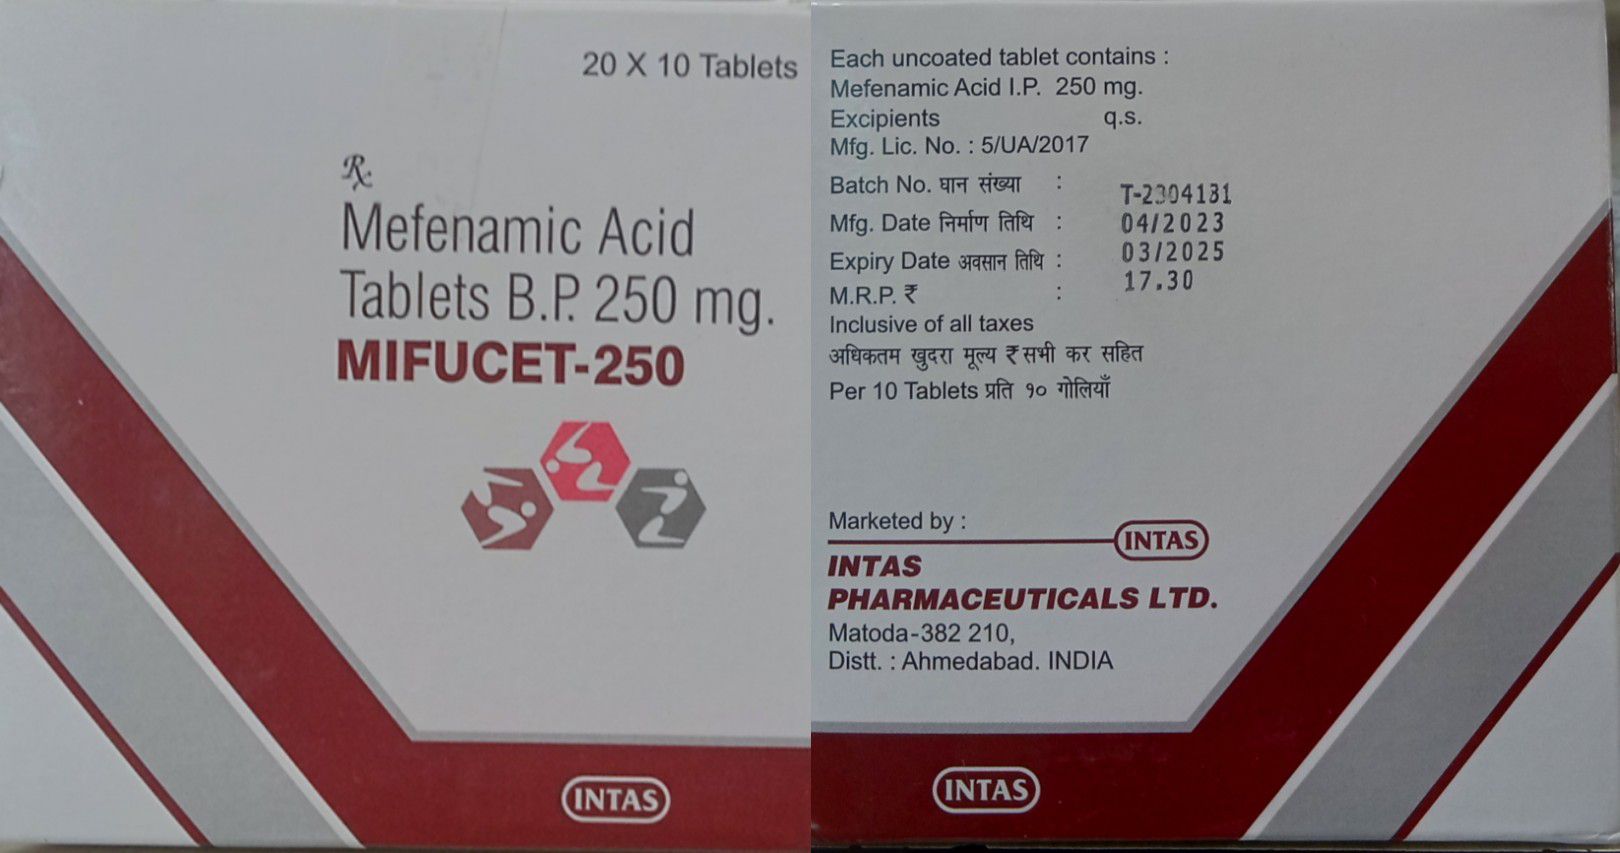 20 X 10 Tablets
Rx
Mefenamic Acid
Tablets B.P. 250 mg.
MIFUCET-250
INTAS
Each uncoated tablet contains :
Mefenamic Acid I.P. 250 mg.
Excipients q.s.
Mfg. Lic. No. : 5/UA/2017
Batch No. घान संख्या : T-2304131
Mfg. Date निर्माण तिथि : 04/2023
Expiry Date अवसान तिथि : 03/2025
M.R.P. ₹ : 17.30
Inclusive of all taxes
अधिकतम खुदरा मूल्य ₹ सभी कर सहित
Per 10 Tablets प्रति १० गोलियाँ
Marketed by :
INTAS
INTAS
PHARMACEUTICALS LTD.
Matoda-382 210,
Distt. : Ahmedabad. INDIA
INTAS